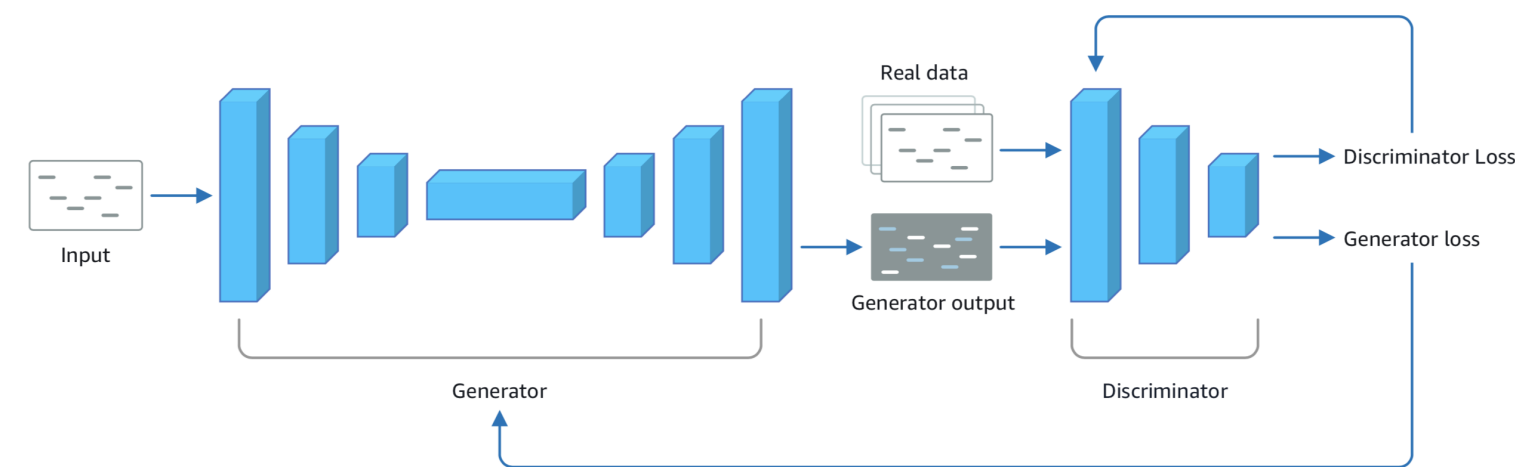 Real data
Discriminator Loss
Input
Generator loss
Generator output
Generator
Discriminator